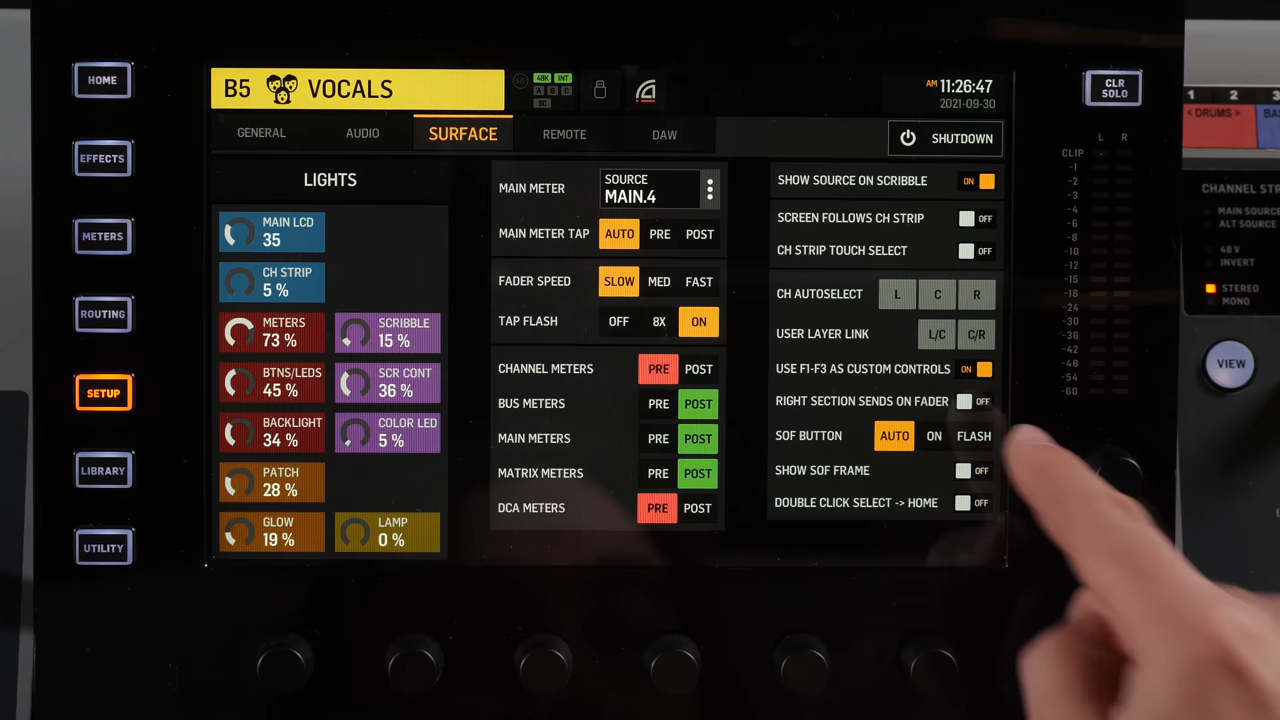 HOME
EFFECTS
METERS
ROUTING
SETUP
LIBRARY
UTILITY
B5 VOCALS
48K INT
A B C
SC
AM 11:26:47
2021-09-30
GENERAL AUDIO SURFACE REMOTE DAW
SHUTDOWN
LIGHTS
MAIN LCD
35
CH STRIP
5 %
METERS
73 %
SCRIBBLE
15 %
BTNS/LEDS
45 %
SCR CONT
36 %
BACKLIGHT
34 %
COLOR LED
5 %
PATCH
28 %
GLOW
19 %
LAMP
0 %
MAIN METER
SOURCE
MAIN.4
MAIN METER TAP AUTO PRE POST
FADER SPEED SLOW MED FAST
TAP FLASH OFF 8X ON
CHANNEL METERS PRE POST
BUS METERS PRE POST
MAIN METERS PRE POST
MATRIX METERS PRE POST
DCA METERS PRE POST
SHOW SOURCE ON SCRIBBLE ON
SCREEN FOLLOWS CH STRIP OFF
CH STRIP TOUCH SELECT OFF
CH AUTOSELECT L C R
USER LAYER LINK L/C C/R
USE F1-F3 AS CUSTOM CONTROLS ON
RIGHT SECTION SENDS ON FADER OFF
SOF BUTTON AUTO ON FLASH
SHOW SOF FRAME OFF
DOUBLE CLICK SELECT -> HOME OFF
CLR
SOLO
L R
CLIP
-1
-2
-3
-4
-6
-8
-10
-12
-15
-18
-24
-30
-36
-42
-48
-54
-60
1 2 3
< DRUMS >
CHANNEL ST
MAIN SOURCE
ALT SOURCE
48 V
INVERT
STEREO
MONO
VIEW